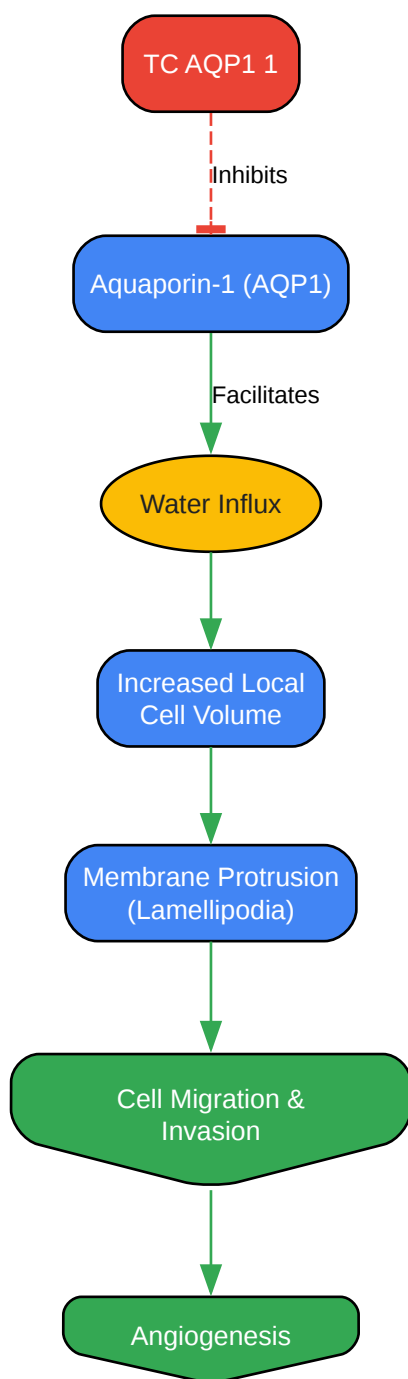 TC AQP1 1
Inhibits
Aquaporin-1 (AQP1)
Facilitates
Water Influx
Increased Local
Cell Volume
Membrane Protrusion
(Lamellipodia)
Cell Migration &
Invasion
Angiogenesis